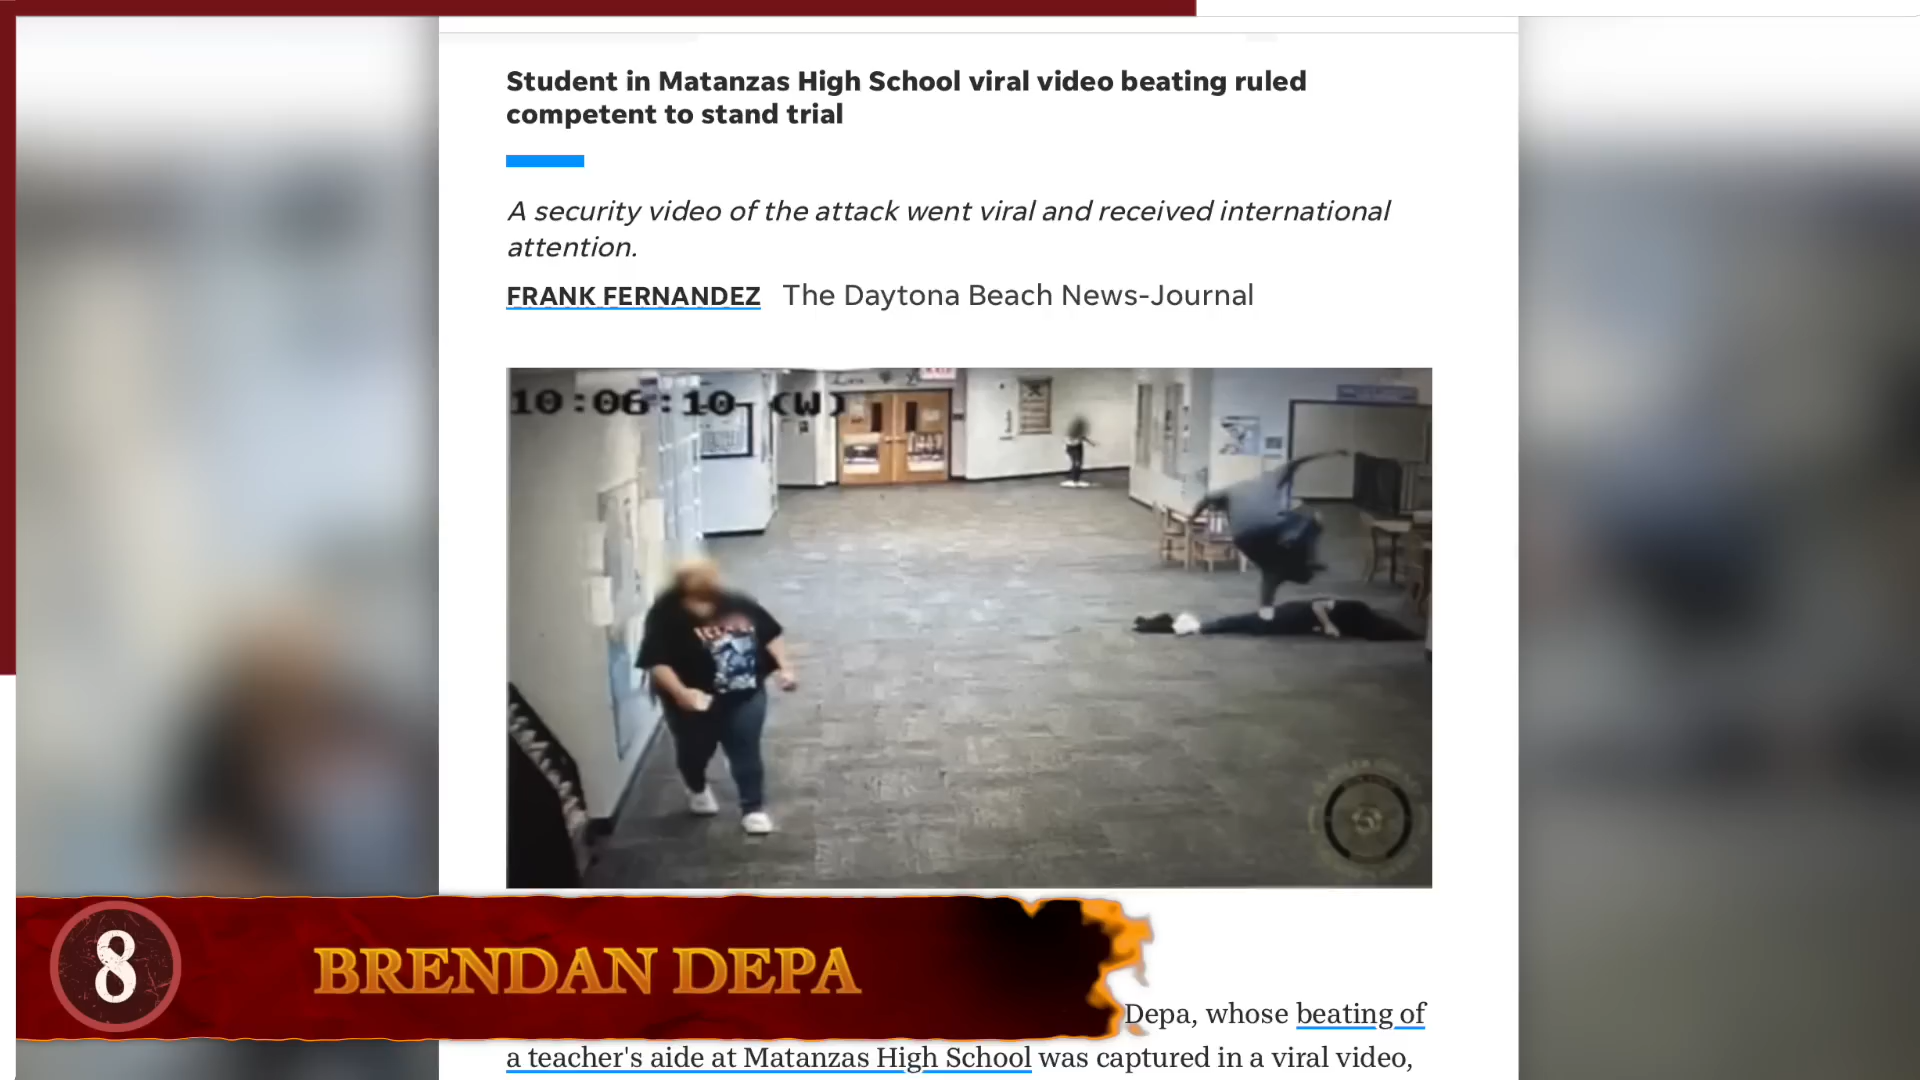 Student in Matanzas High School viral video beating ruled
competent to stand trial
A security video of the attack went viral and received international
attention.
FRANK FERNANDEZ The Daytona Beach News-Journal
10:06:10 (W)
8
BRENDAN DEPA
Depa, whose beating of
a teacher's aide at Matanzas High School was captured in a viral video,